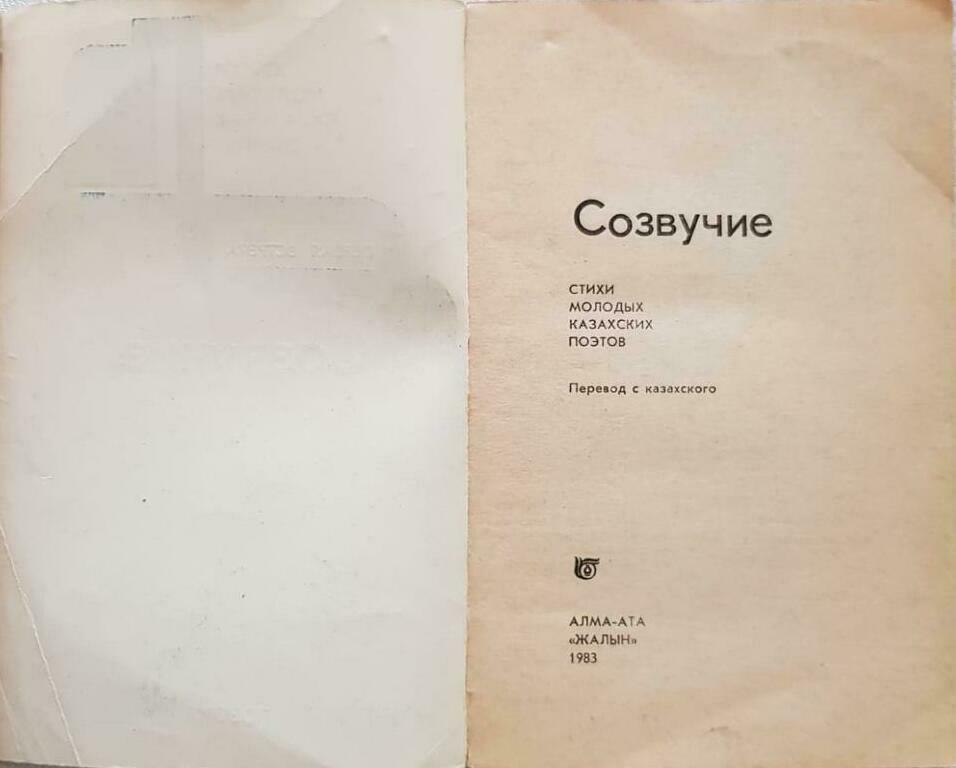 Созвучие
СТИХИ
МОЛОДЫХ
КАЗАХСКИХ
ПОЭТОВ
Перевод с казахского
АЛМА-АТА
«ЖАЛЫН»
1983